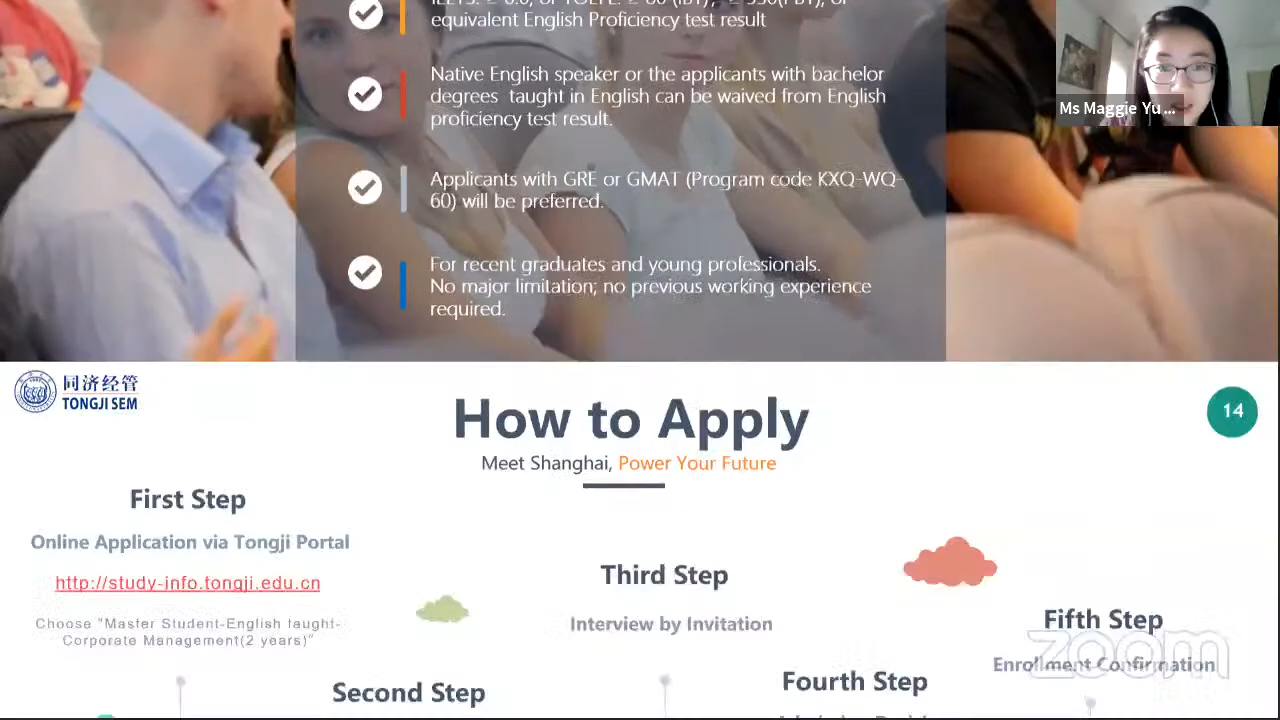 equivalent English Proficiency test result
Native English speaker or the applicants with bachelor
degrees taught in English can be waived from English
proficiency test result.
Applicants with GRE or GMAT (Program code KXQ-WQ-
60) will be preferred.
For recent graduates and young professionals.
No major limitation; no previous working experience
required.
Ms Maggie Yu ...
同济经管
TONGJI SEM
How to Apply
14
Meet Shanghai, Power Your Future
First Step
Online Application via Tongji Portal
http://study-info.tongji.edu.cn
Choose "Master Student-English taught-
Corporate Management(2 years)"
Third Step
Interview by Invitation
Fifth Step
Enrollment Confirmation
zoom
Second Step
Fourth Step